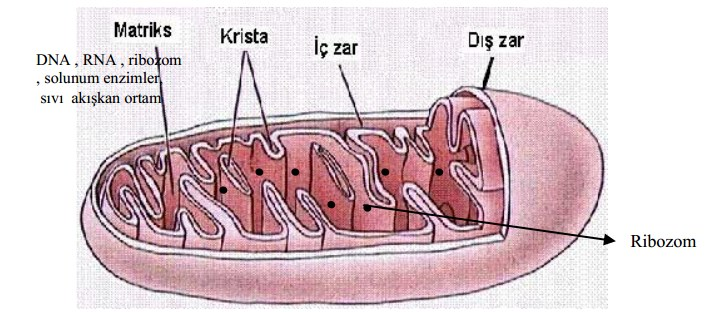 Matriks
DNA , RNA , ribozom
, solunum enzimler,
sıvı akışkan ortam
Krista
İç zar
Dış zar
Ribozom